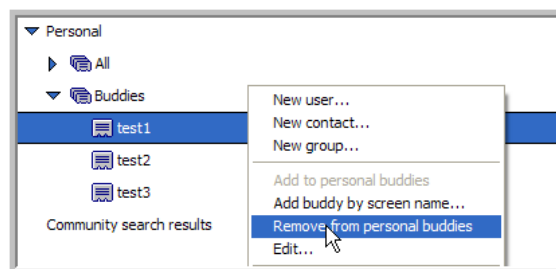 Personal
All
Buddies
test1
test2
test3
Community search results
New user...
New contact...
New group...
Add to personal buddies
Add buddy by screen name...
Remove from personal buddies
Edit...